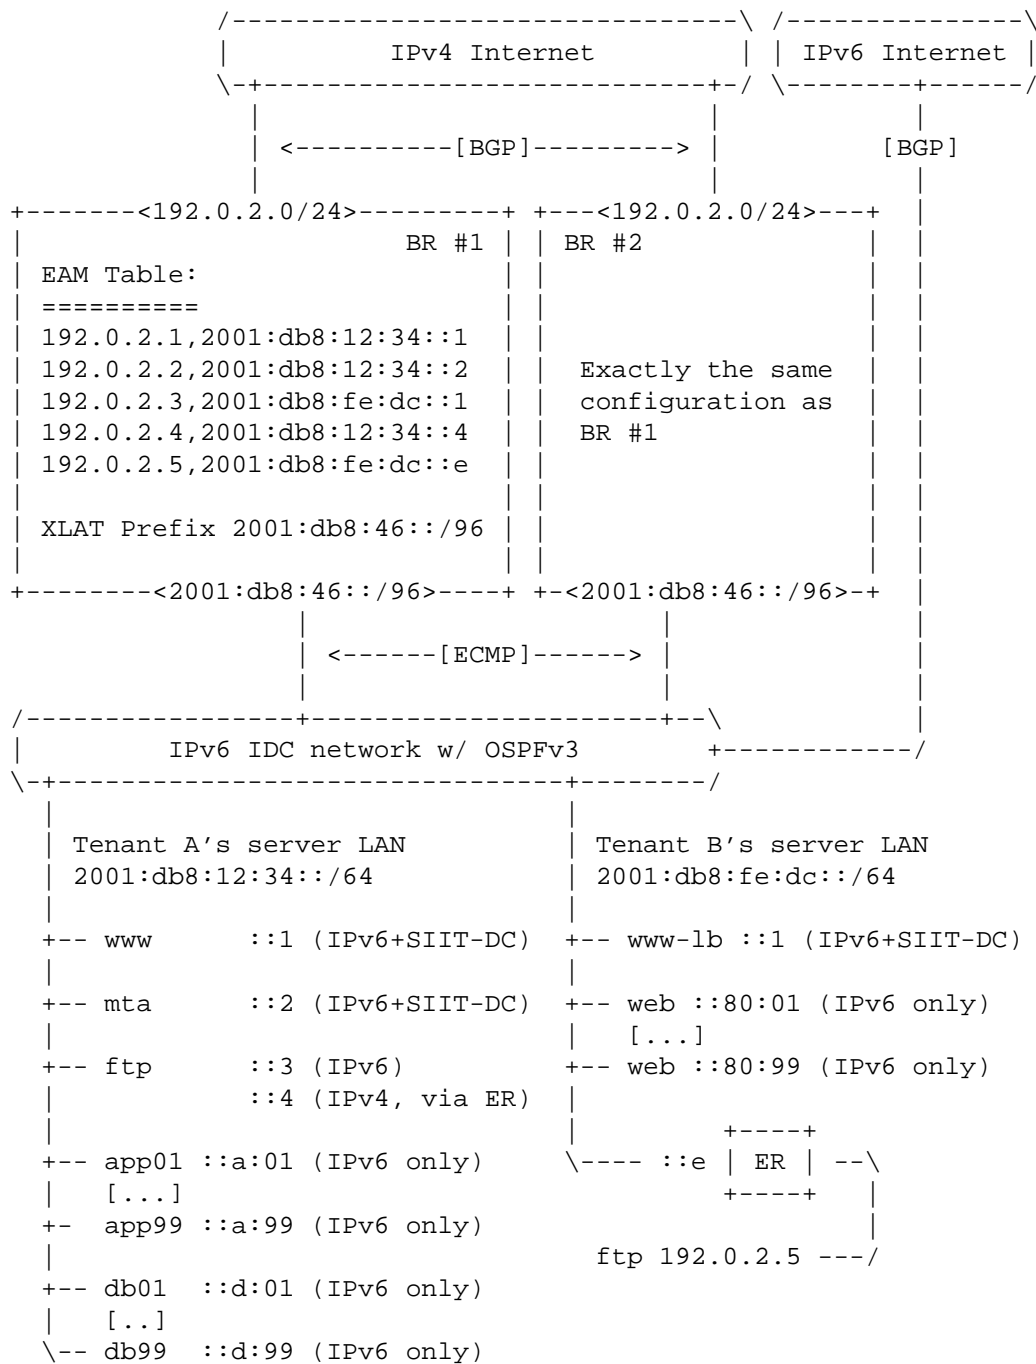 IPv4 Internet IPv6 Internet
<----------[BGP]---------> [BGP]
<192.0.2.0/24> <192.0.2.0/24>
BR #1 BR #2
EAM Table:
==========
192.0.2.1,2001:db8:12:34::1
192.0.2.2,2001:db8:12:34::2 Exactly the same
192.0.2.3,2001:db8:fe:dc::1 configuration as
192.0.2.4,2001:db8:12:34::4 BR #1
192.0.2.5,2001:db8:fe:dc::e
XLAT Prefix 2001:db8:46::/96
<2001:db8:46::/96> <2001:db8:46::/96>
<------[ECMP]------>
IPv6 IDC network w/ OSPFv3
Tenant A's server LAN Tenant B's server LAN
2001:db8:12:34::/64 2001:db8:fe:dc::/64
www ::1 (IPv6+SIIT-DC) www-lb ::1 (IPv6+SIIT-DC)
mta ::2 (IPv6+SIIT-DC) web ::80:01 (IPv6 only)
[...]
ftp ::3 (IPv6) web ::80:99 (IPv6 only)
::4 (IPv4, via ER)
app01 ::a:01 (IPv6 only) ::e ER
[...]
app99 ::a:99 (IPv6 only)
ftp 192.0.2.5
db01 ::d:01 (IPv6 only)
[..]
db99 ::d:99 (IPv6 only)